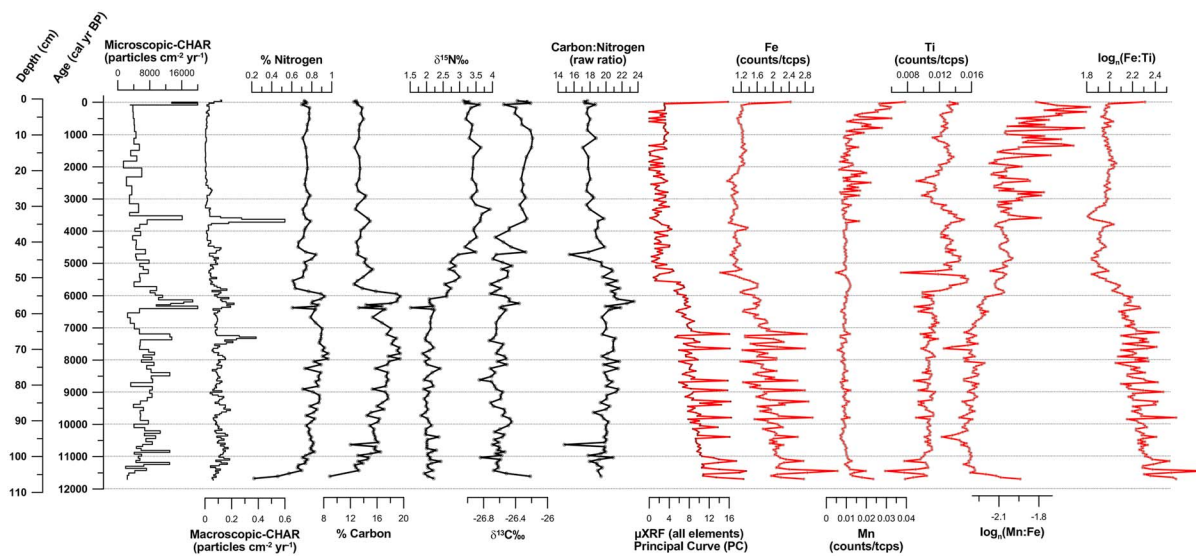 Depth (cm)
Age (cal yr BP)
Microscopic-CHAR
(particles cm⁻² yr⁻¹)
0 8000 16000
% Nitrogen
0.2 0.4 0.6 0.8 1
δ¹⁵N‰
1.5 2 2.5 3 3.5 4
Carbon:Nitrogen
(raw ratio)
14 16 18 20 22 24
Fe
(counts/tcps)
1.2 1.6 2 2.4 2.8
Ti
(counts/tcps)
0.008 0.012 0.016
logₙ(Fe:Ti)
1.8 2 2.2 2.4
0
10
20
30
40
50
60
70
80
90
100
110
0
1000
2000
3000
4000
5000
6000
7000
8000
9000
10000
11000
12000
0 0.2 0.4 0.6
Macroscopic-CHAR
(particles cm⁻² yr⁻¹)
8 12 16 20
% Carbon
-26.8 -26.4 -26
δ¹³C‰
0 4 8 12 16
µXRF (all elements)
Principal Curve (PC)
0 0.01 0.02 0.03 0.04
Mn
(counts/tcps)
-2.1 -1.8
logₙ(Mn:Fe)